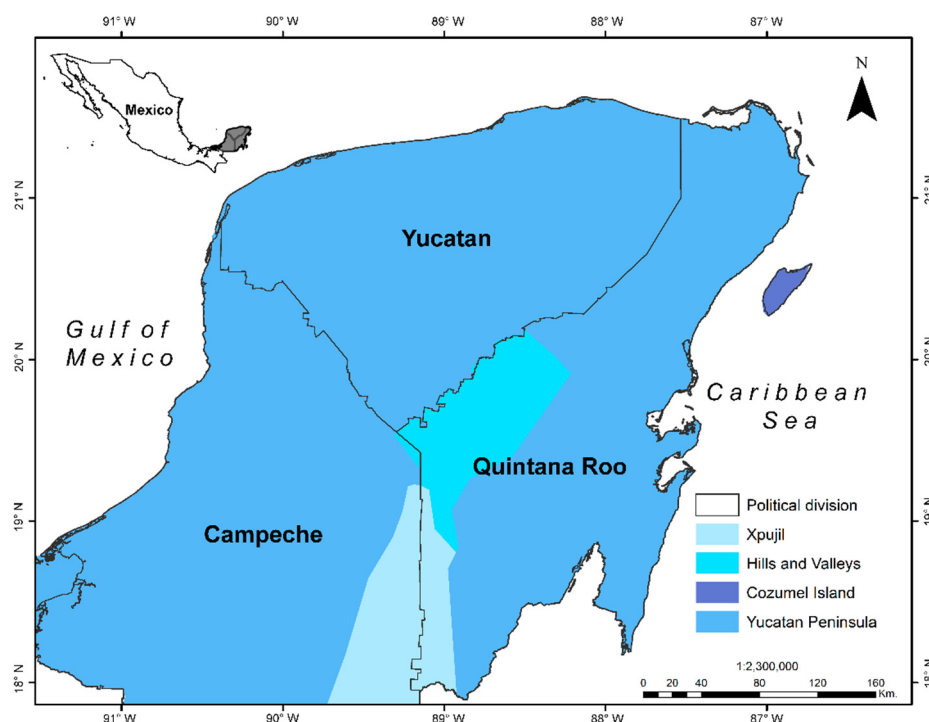 91° W
90° W
89° W
88° W
87° W
N
Mexico
21° N
21° N
Yucatan
Gulf of
Mexico
20° N
20° N
Caribbean
Sea
Quintana Roo
Political division
Campeche
Xpujil
19° N
19° N
Hills and Valleys
Cozumel Island
Yucatan Peninsula
1:2,300,000
18° N
18° N
0 20 40 80 120 160
Km.
91° W
90° W
89° W
88° W
87° W